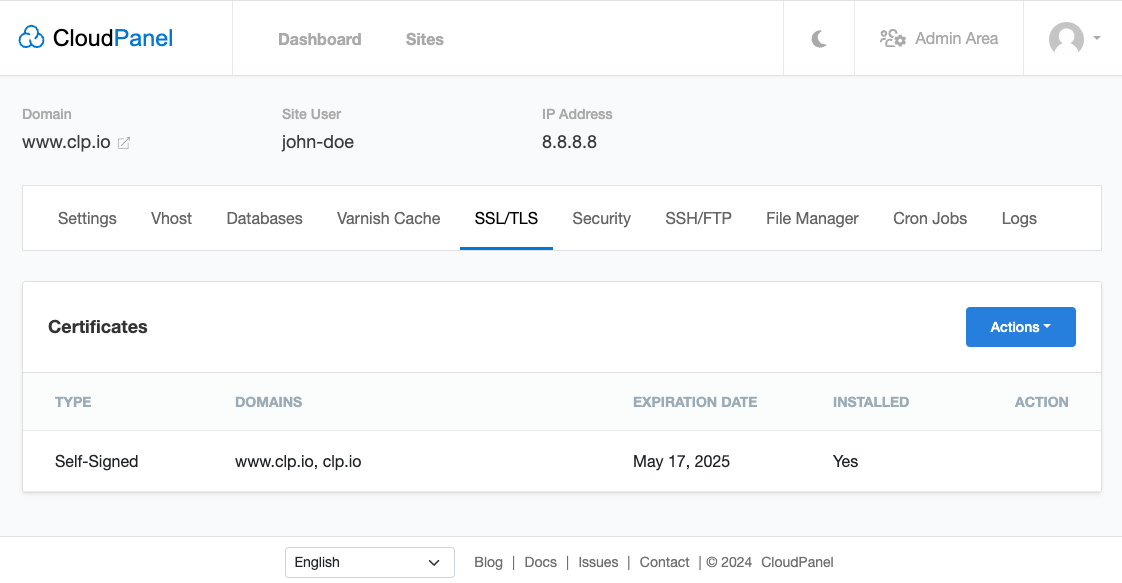 CloudPanel Dashboard Sites Admin Area
Domain Site User IP Address
www.clp.io john-doe 8.8.8.8
Settings Vhost Databases Varnish Cache SSL/TLS Security SSH/FTP File Manager Cron Jobs Logs
Certificates Actions
TYPE DOMAINS EXPIRATION DATE INSTALLED ACTION
Self-Signed www.clp.io, clp.io May 17, 2025 Yes
English Blog | Docs | Issues | Contact | © 2024 CloudPanel